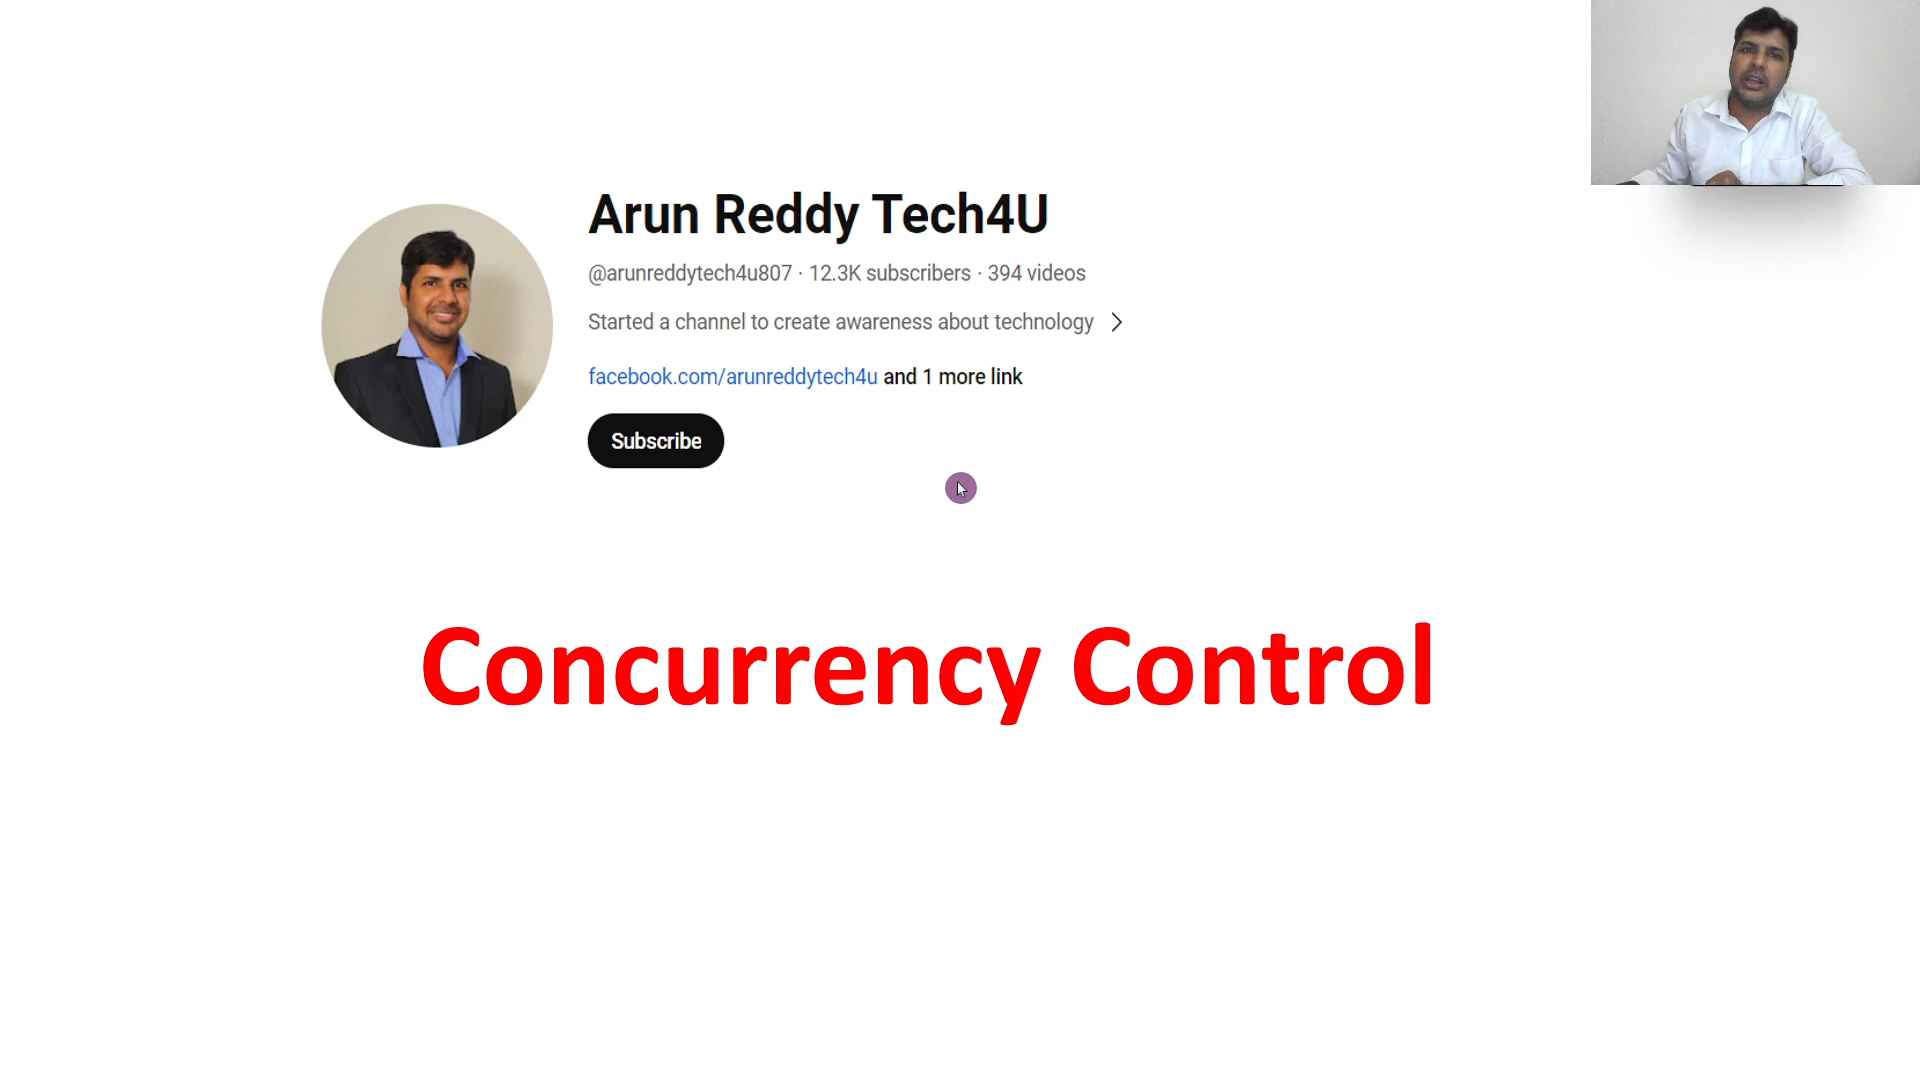 Arun Reddy Tech4U
@arunreddytech4u807 · 12.3K subscribers · 394 videos
Started a channel to create awareness about technology
facebook.com/arunreddytech4u and 1 more link
Subscribe
Concurrency Control